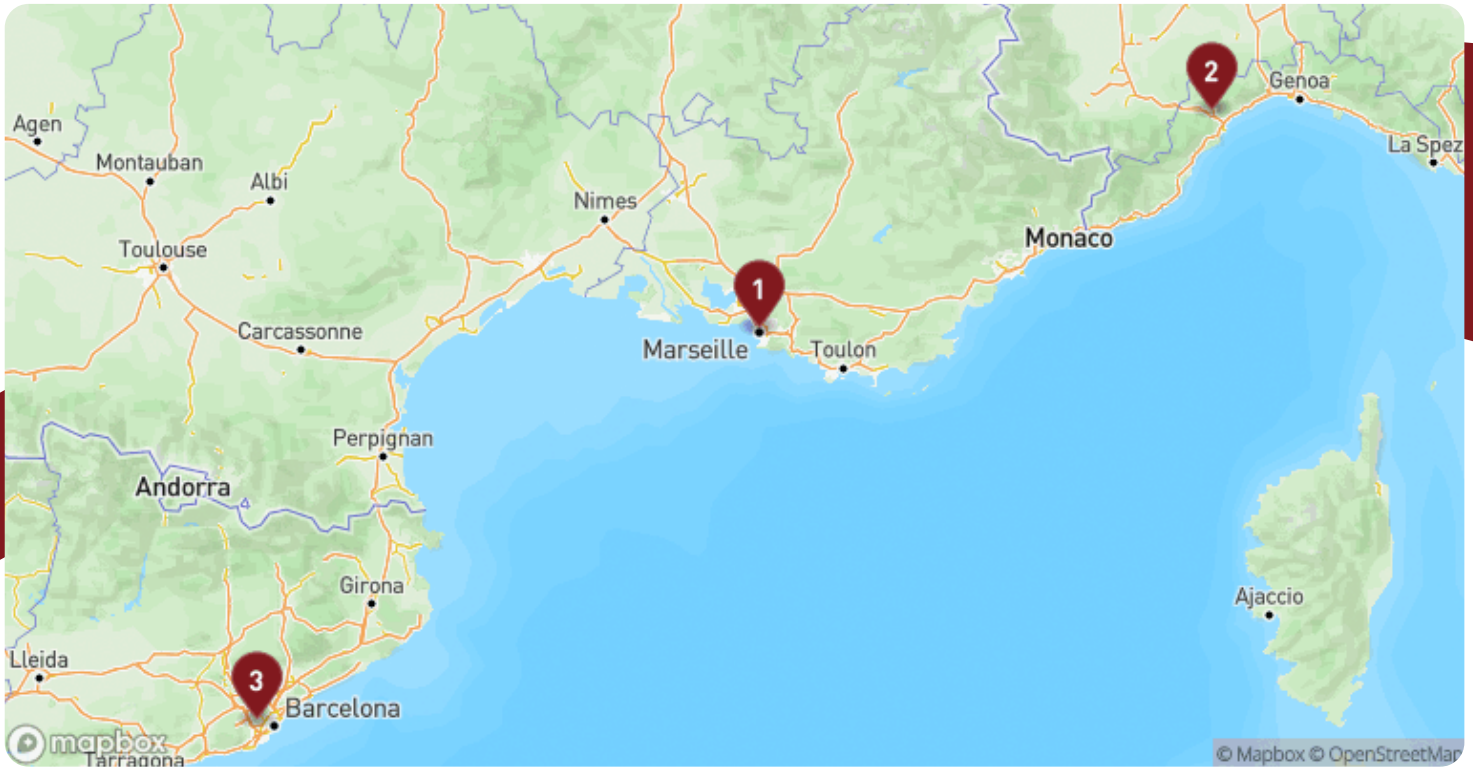 2
Genoa
Agen
La Spez
Montauban
Albi
Nimes
Toulouse
Monaco
1
Carcassonne
Marseille
Toulon
Perpignan
Andorra
Girona
Ajaccio
Lleida
3
Barcelona
mapbox
Tarragona
© Mapbox © OpenStreetMap